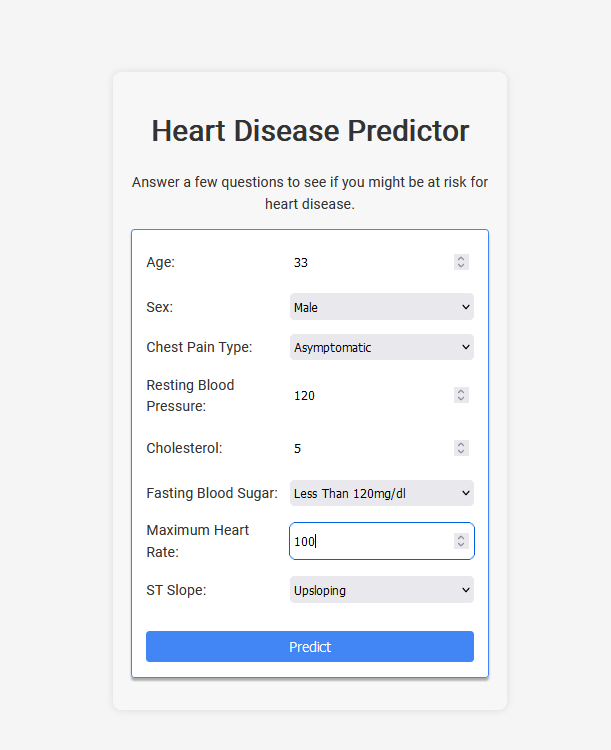 Heart Disease Predictor
Answer a few questions to see if you might be at risk for
heart disease.
Age: 33
Sex: Male
Chest Pain Type: Asymptomatic
Resting Blood
Pressure: 120
Cholesterol: 5
Fasting Blood Sugar: Less Than 120mg/dl
Maximum Heart
Rate: 100
ST Slope: Upsloping
Predict